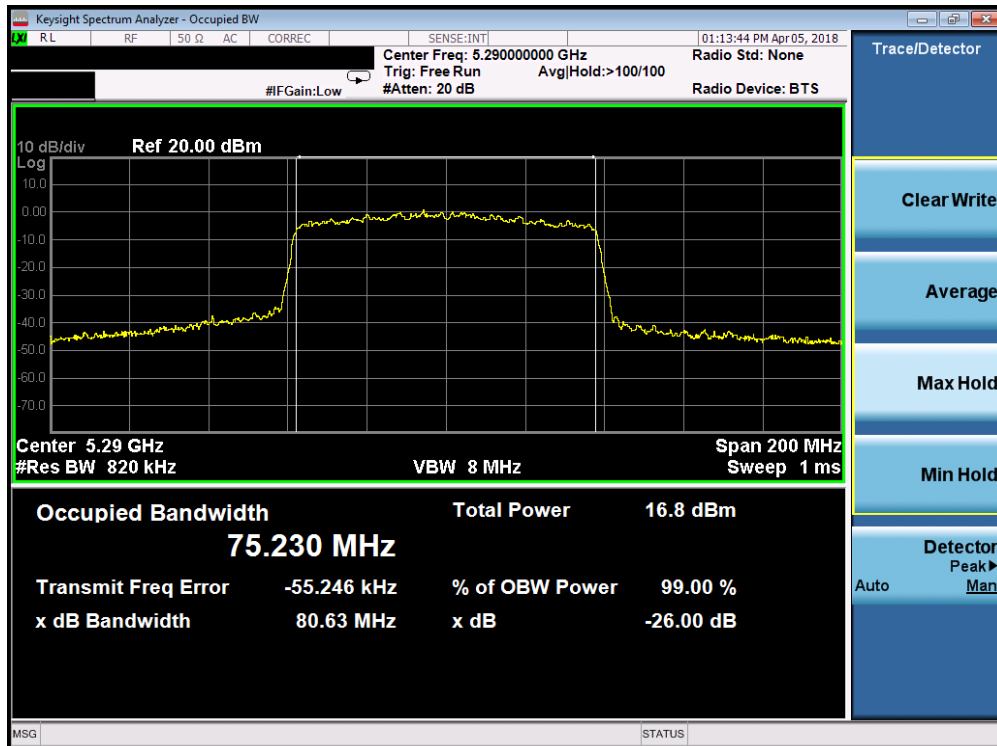 Keysight Spectrum Analyzer - Occupied BW
LXI RL RF 50 Ω AC CORREC SENSE:INT 01:13:44 PM Apr 05, 2018
Center Freq: 5.290000000 GHz Radio Std: None
Trig: Free Run Avg|Hold:>100/100
#IFGain:Low #Atten: 20 dB Radio Device: BTS
10 dB/div Ref 20.00 dBm
Log
10.0
0.00
-10.0
-20.0
-30.0
-40.0
-50.0
-60.0
-70.0
Center 5.29 GHz Span 200 MHz
#Res BW 820 kHz VBW 8 MHz Sweep 1 ms
Occupied Bandwidth Total Power 16.8 dBm
75.230 MHz
Transmit Freq Error -55.246 kHz % of OBW Power 99.00 %
x dB Bandwidth 80.63 MHz x dB -26.00 dB
Trace/Detector
Clear Write
Average
Max Hold
Min Hold
Detector
Peak▶
Auto Man
MSG STATUS